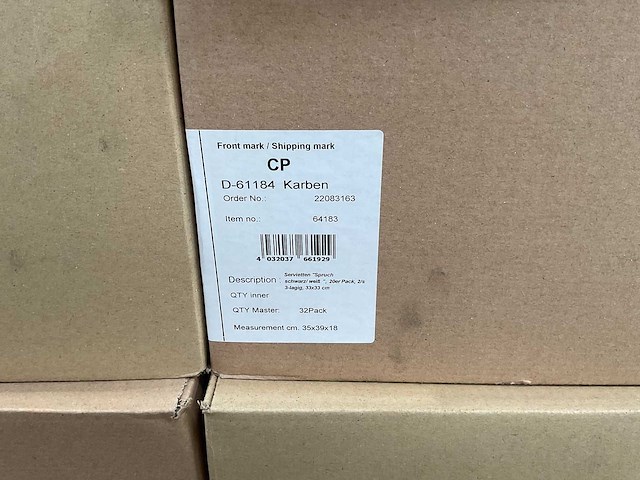 Front mark / Shipping mark
CP
D-61184 Karben
Order No.: 22083163
Item no.: 64183
4 032037 661929
Description : Servietten "Spruch
schwarz/ weiß ", 20er Pack, 2/s
3-lagig, 33x33 cm
QTY inner
QTY Master: 32Pack
Measurement cm. 35x39x18